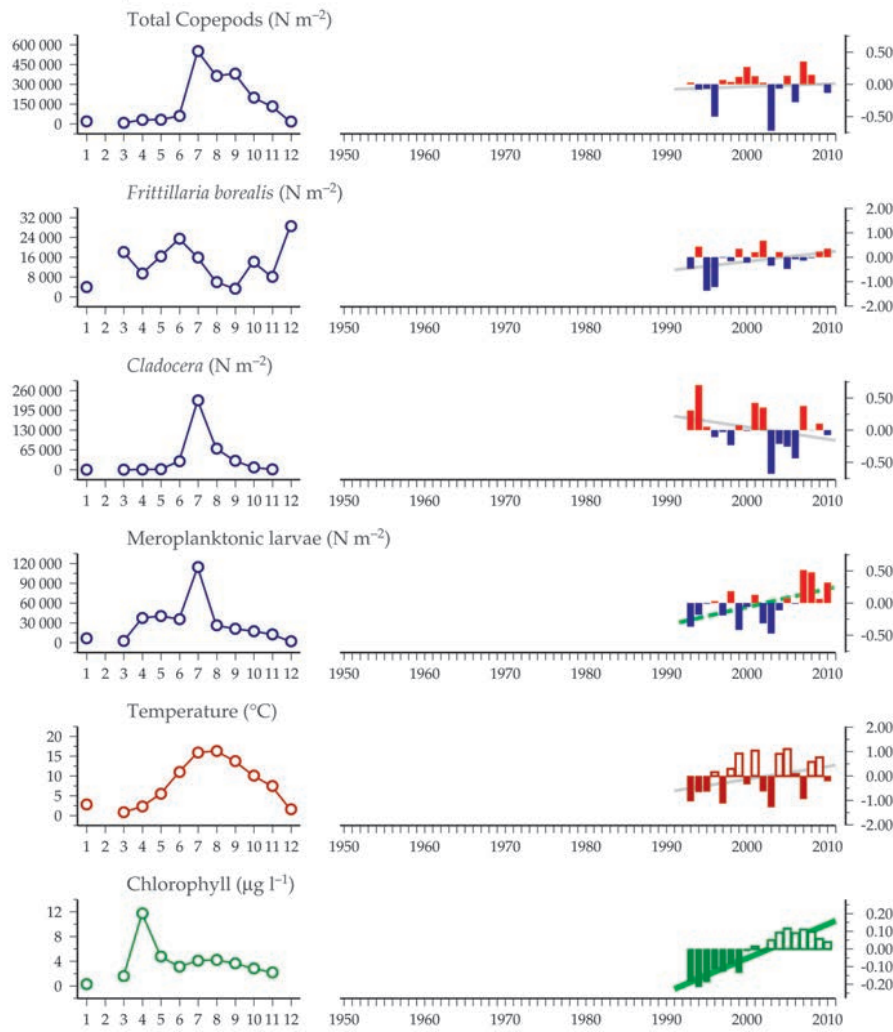 Total Copepods (N m⁻²)
600 000
450 000
300 000
150 000
0
0.50
0.00
-0.50
1 2 3 4 5 6 7 8 9 10 11 12
1950 1960 1970 1980 1990 2000 2010
Frittillaria borealis (N m⁻²)
32 000
24 000
16 000
8 000
0
2.00
1.00
0.00
-1.00
-2.00
1 2 3 4 5 6 7 8 9 10 11 12
1950 1960 1970 1980 1990 2000 2010
Cladocera (N m⁻²)
260 000
195 000
130 000
65 000
0
0.50
0.00
-0.50
1 2 3 4 5 6 7 8 9 10 11 12
1950 1960 1970 1980 1990 2000 2010
Meroplanktonic larvae (N m⁻²)
120 000
90 000
60 000
30 000
0
0.50
0.00
-0.50
1 2 3 4 5 6 7 8 9 10 11 12
1950 1960 1970 1980 1990 2000 2010
Temperature (°C)
20
15
10
5
0
2.00
1.00
0.00
-1.00
-2.00
1 2 3 4 5 6 7 8 9 10 11 12
1950 1960 1970 1980 1990 2000 2010
Chlorophyll (µg l⁻¹)
12
8
4
0
0.20
0.10
0.00
-0.10
-0.20
1 2 3 4 5 6 7 8 9 10 11 12
1950 1960 1970 1980 1990 2000 2010